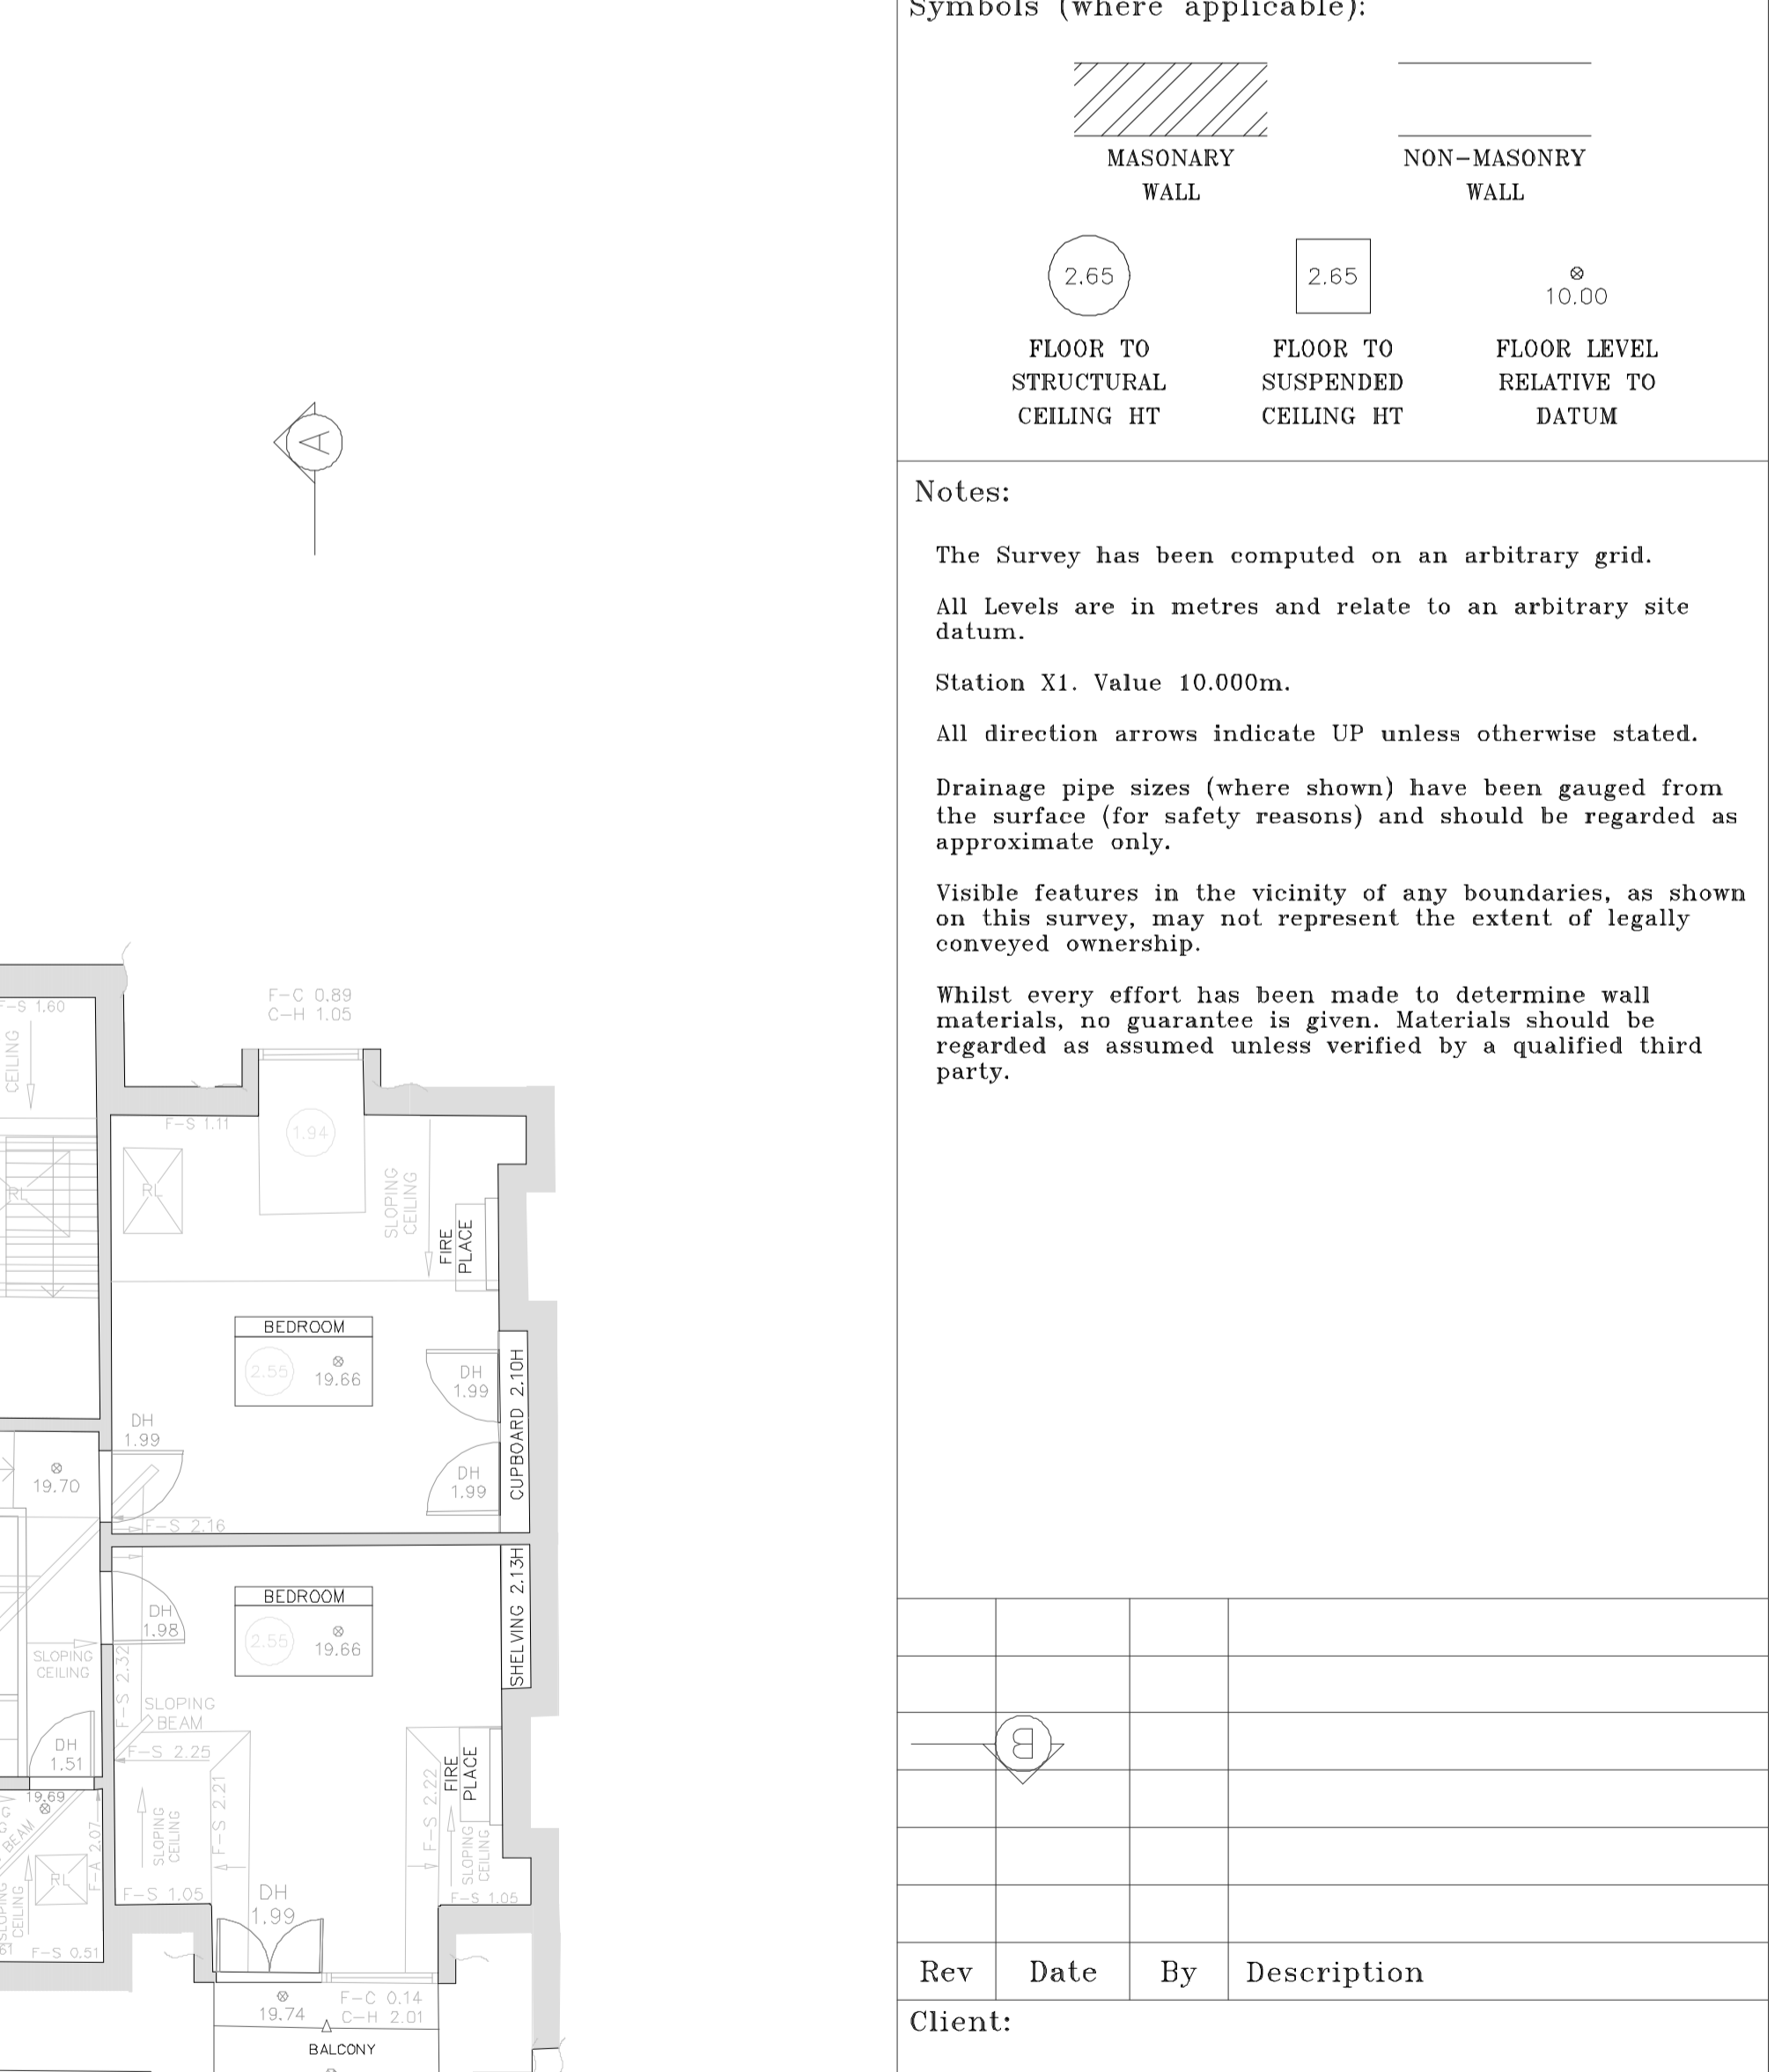 Symbols (where applicable):
MASONARY
WALL
NON-MASONRY
WALL
2.65
2.65
10.00
FLOOR TO
STRUCTURAL
CEILING HT
FLOOR TO
SUSPENDED
CEILING HT
FLOOR LEVEL
RELATIVE TO
DATUM
Notes:
The Survey has been computed on an arbitrary grid.
All Levels are in metres and relate to an arbitrary site
datum.
Station X1. Value 10.000m.
All direction arrows indicate UP unless otherwise stated.
Drainage pipe sizes (where shown) have been gauged from
the surface (for safety reasons) and should be regarded as
approximate only.
Visible features in the vicinity of any boundaries, as shown
on this survey, may not represent the extent of legally
conveyed ownership.
Whilst every effort has been made to determine wall
materials, no guarantee is given. Materials should be
regarded as assumed unless verified by a qualified third
party.
B
Rev Date By Description
Client:
A
F-C 0.89
C-H 1.05
F-S 1.60
CEILING
RL
F-S 1.11
1.94
RL
SLOPING
CEILING
FIRE
PLACE
BEDROOM
2.55
19.66
DH
1.99
DH
1.99
CUPBOARD 2.10H
DH
1.99
19.70
F-S 2.16
BEDROOM
2.55
19.66
SHELVING 2.13H
DH
1.98
SLOPING
CEILING
F-S 2.32
SLOPING
BEAM
F-S 2.25
DH
1.51
F-S 2.21
F-S 2.22
FIRE
PLACE
SLOPING
CEILING
SLOPING
CEILING
19.69
BEAM
F-A 2.07
RL
SLOPING
CEILING
F-S 0.51
F-S 1.05
DH
1.99
F-S 1.05
19.74
F-C 0.14
C-H 2.01
BALCONY